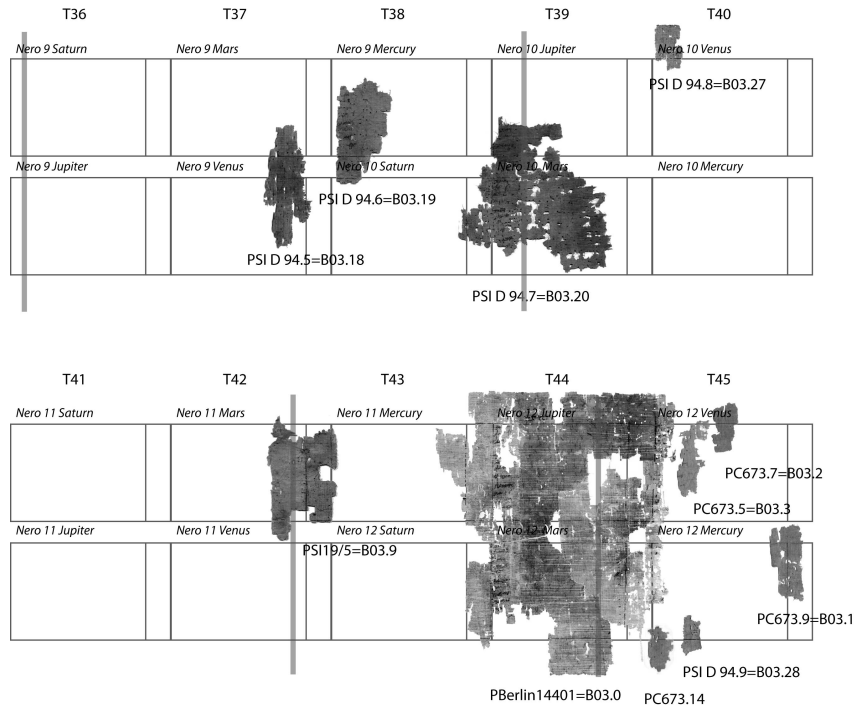 T36 T37 T38 T39 T40
Nero 9 Saturn Nero 9 Mars Nero 9 Mercury Nero 10 Jupiter Nero 10 Venus
PSI D 94.8=B03.27
Nero 9 Jupiter Nero 9 Venus Nero 10 Saturn Nero 10 Mars Nero 10 Mercury
PSI D 94.6=B03.19
PSI D 94.5=B03.18
PSI D 94.7=B03.20
T41 T42 T43 T44 T45
Nero 11 Saturn Nero 11 Mars Nero 11 Mercury Nero 12 Jupiter Nero 12 Venus
PC673.7=B03.2
PC673.5=B03.3
Nero 11 Jupiter Nero 11 Venus Nero 12 Saturn Nero 12 Mars Nero 12 Mercury
PSI19/5=B03.9
PC673.9=B03.1
PSI D 94.9=B03.28
PBerlin14401=B03.0 PC673.14